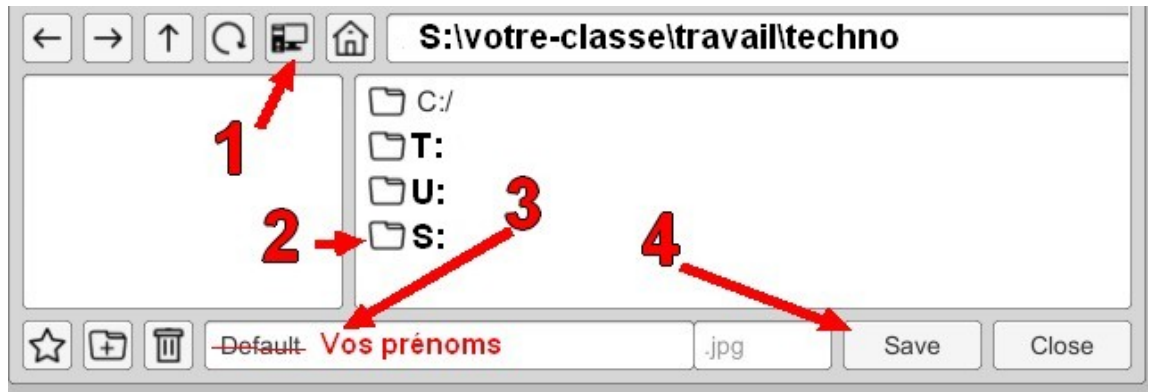 S:\votre-classe\travail\techno
C:/
1
T:
U:
3
2
S:
4
Default Vos prénoms
.jpg
Save
Close